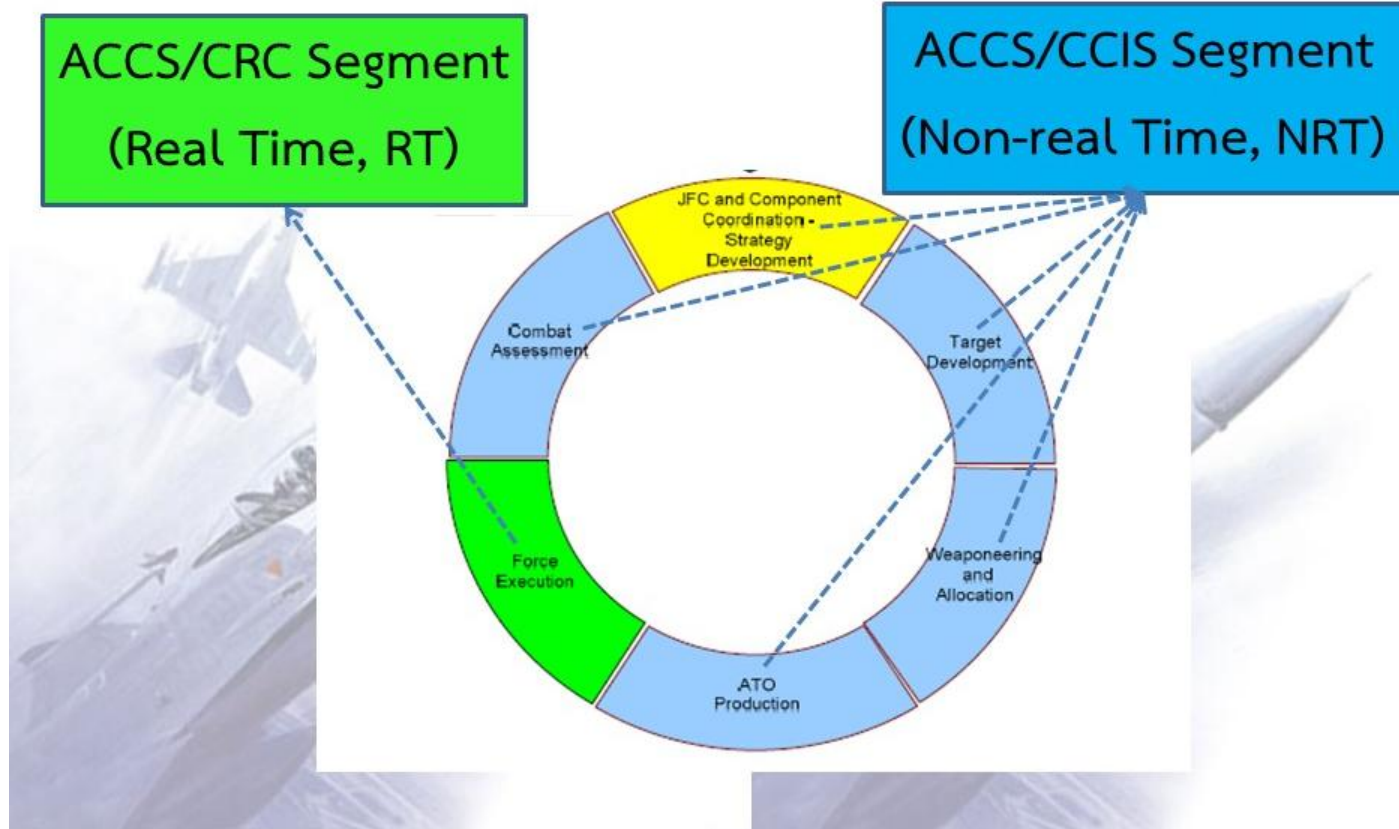 ACCS/CRC Segment
(Real Time, RT)
ACCS/CCIS Segment
(Non-real Time, NRT)
JFC and Component
Coordination -
Strategy
Development
Target
Development
Weaponeering
and
Allocation
ATO
Production
Force
Execution
Combat
Assessment